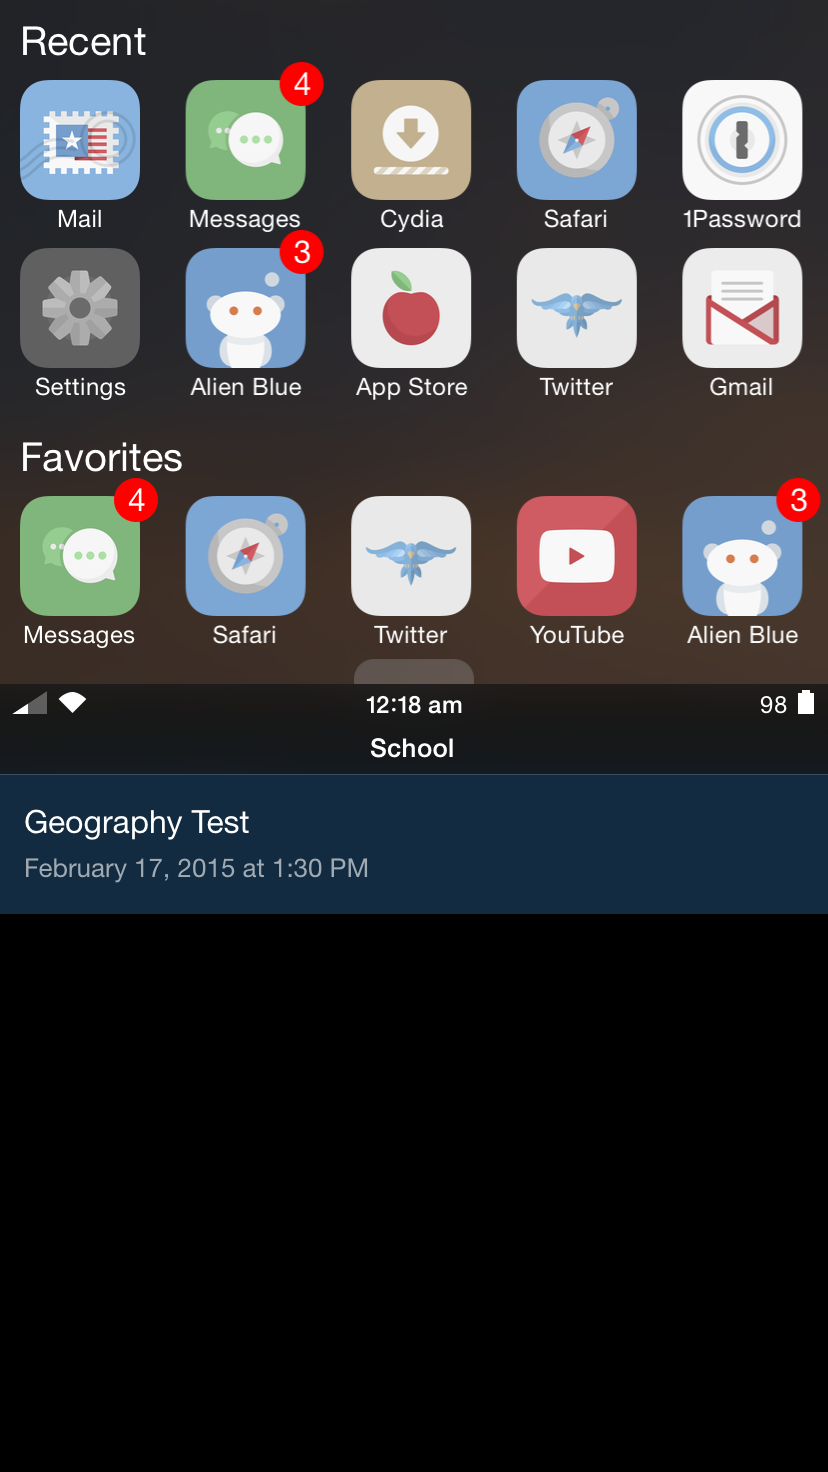 Recent
4
Mail Messages Cydia Safari 1Password
3
Settings Alien Blue App Store Twitter Gmail
Favorites
4 3
Messages Safari Twitter YouTube Alien Blue
12:18 am 98
School
Geography Test
February 17, 2015 at 1:30 PM